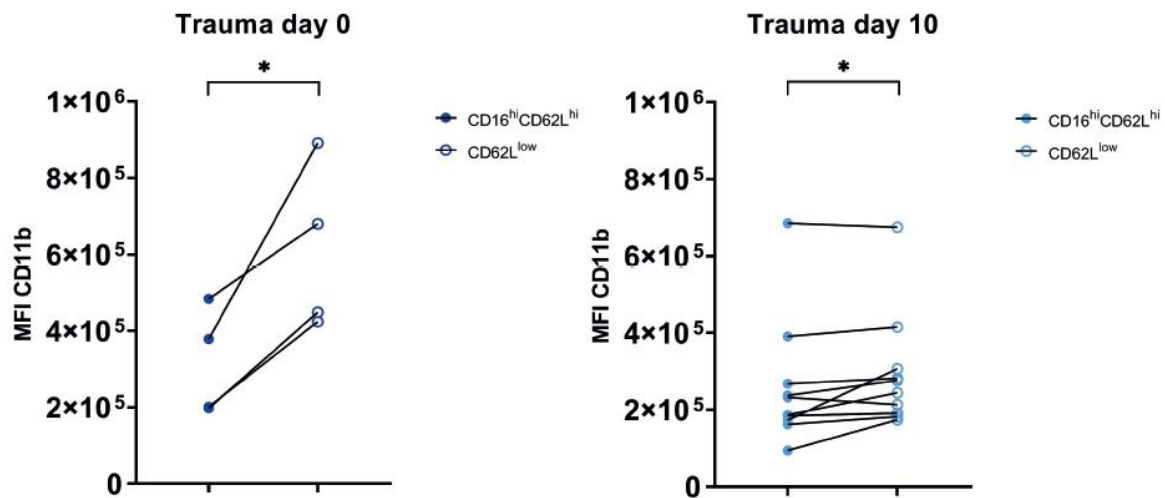 Trauma day 0
*
MFI CD11b
1×10⁶
8×10⁵
6×10⁵
4×10⁵
2×10⁵
0
CD16ʰⁱCD62Lʰⁱ
CD62Lˡᵒʷ
Trauma day 10
*
MFI CD11b
1×10⁶
8×10⁵
6×10⁵
4×10⁵
2×10⁵
0
CD16ʰⁱCD62Lʰⁱ
CD62Lˡᵒʷ